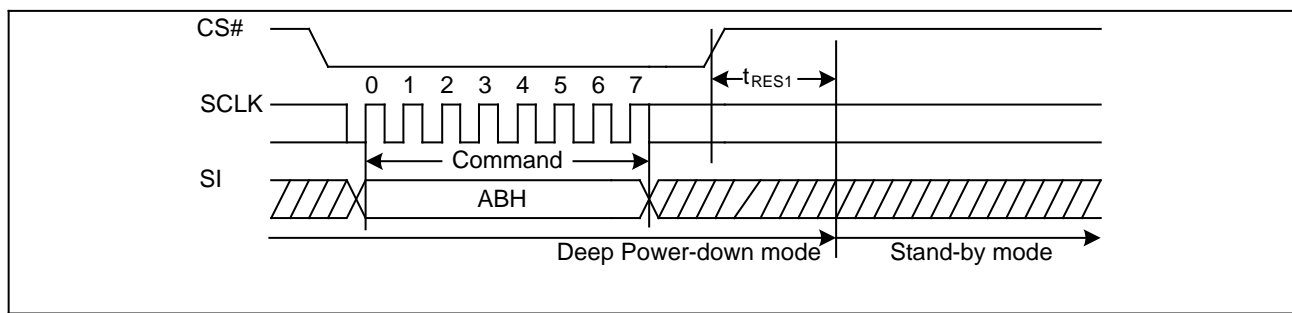 CS#
tRES1
0 1 2 3 4 5 6 7
SCLK
Command
SI
ABH
Deep Power-down mode Stand-by mode